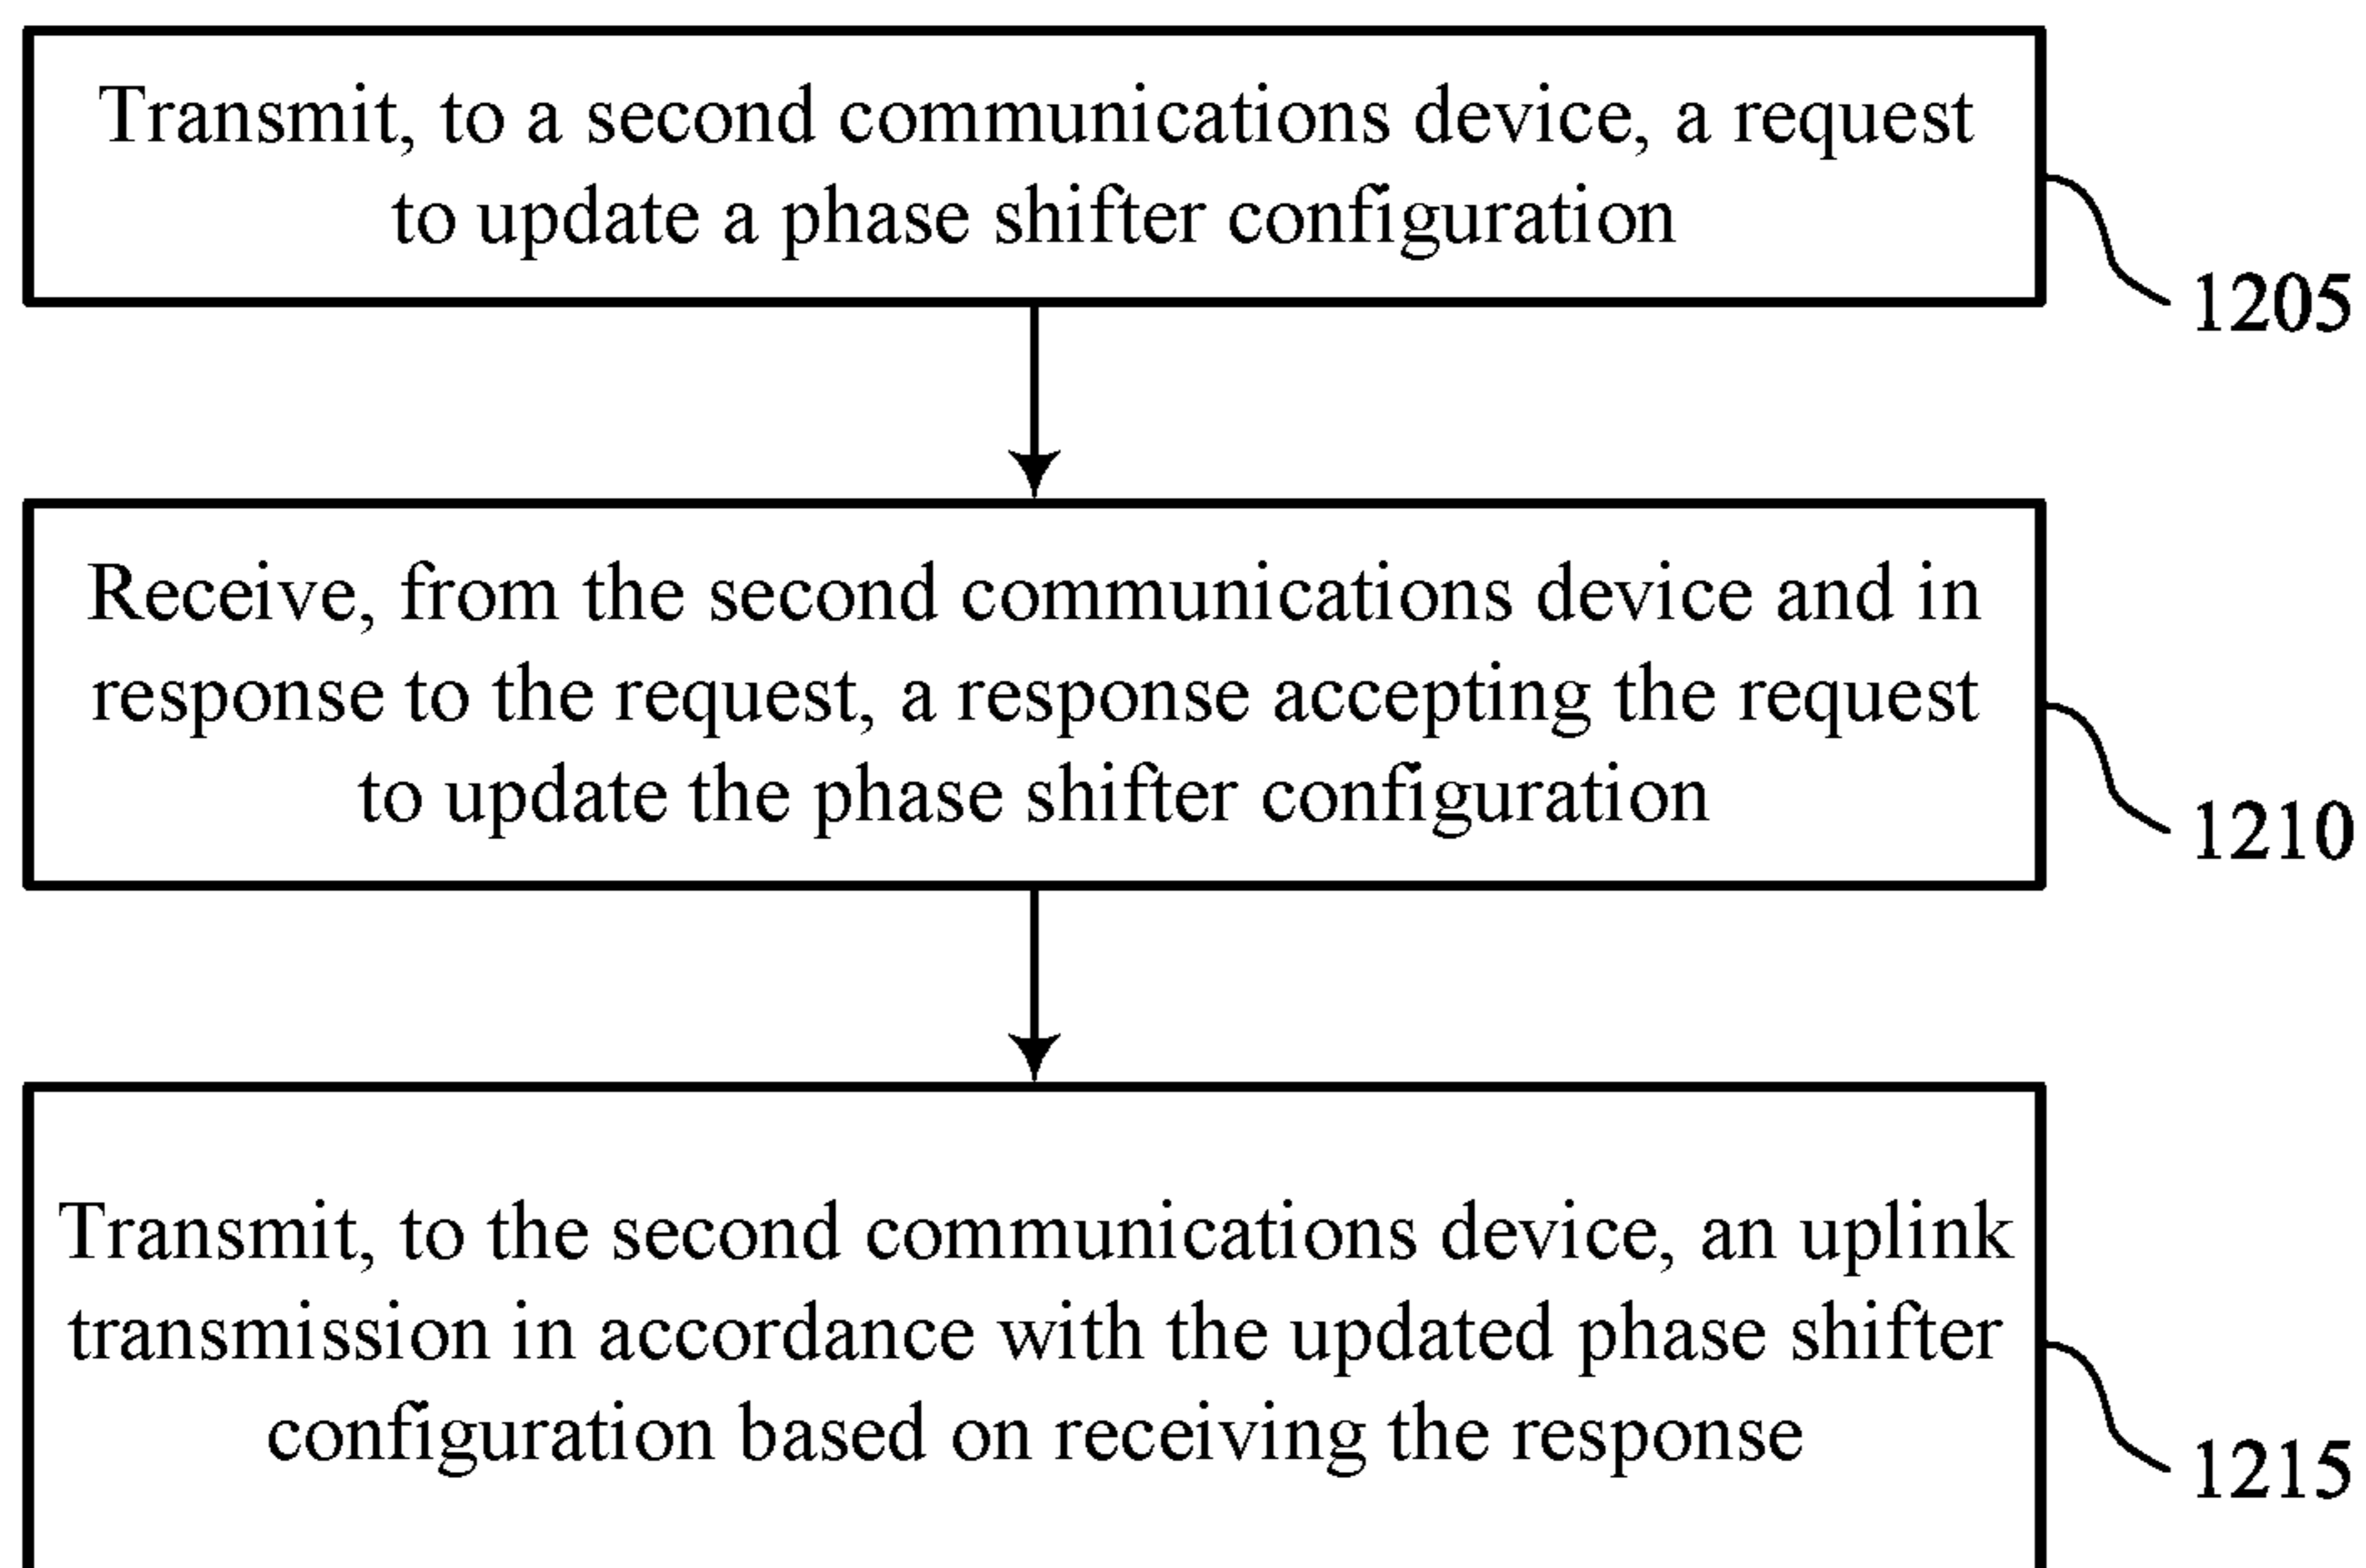 Transmit, to a second communications device, a request
to update a phase shifter configuration
1205
Receive, from the second communications device and in
response to the request, a response accepting the request
to update the phase shifter configuration
1210
Transmit, to the second communications device, an uplink
transmission in accordance with the updated phase shifter
configuration based on receiving the response
1215